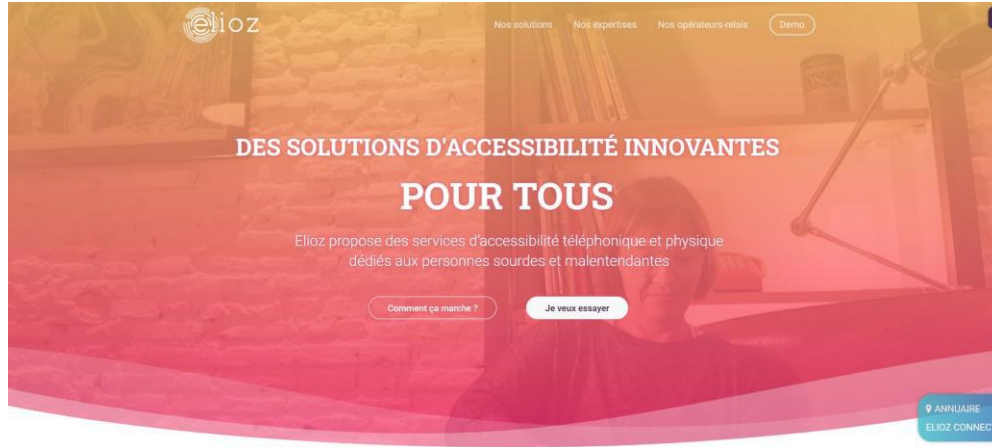 elioz
Nos solutions
Nos expertises
Nos opérateurs-relais
Demo
DES SOLUTIONS D'ACCESSIBILITÉ INNOVANTES
POUR TOUS
Elioz propose des services d'accessibilité téléphonique et physique
dédiés aux personnes sourdes et malentendantes
Comment ça marche ?
Je veux essayer
ANNUAIRE
ELIOZ CONNEC